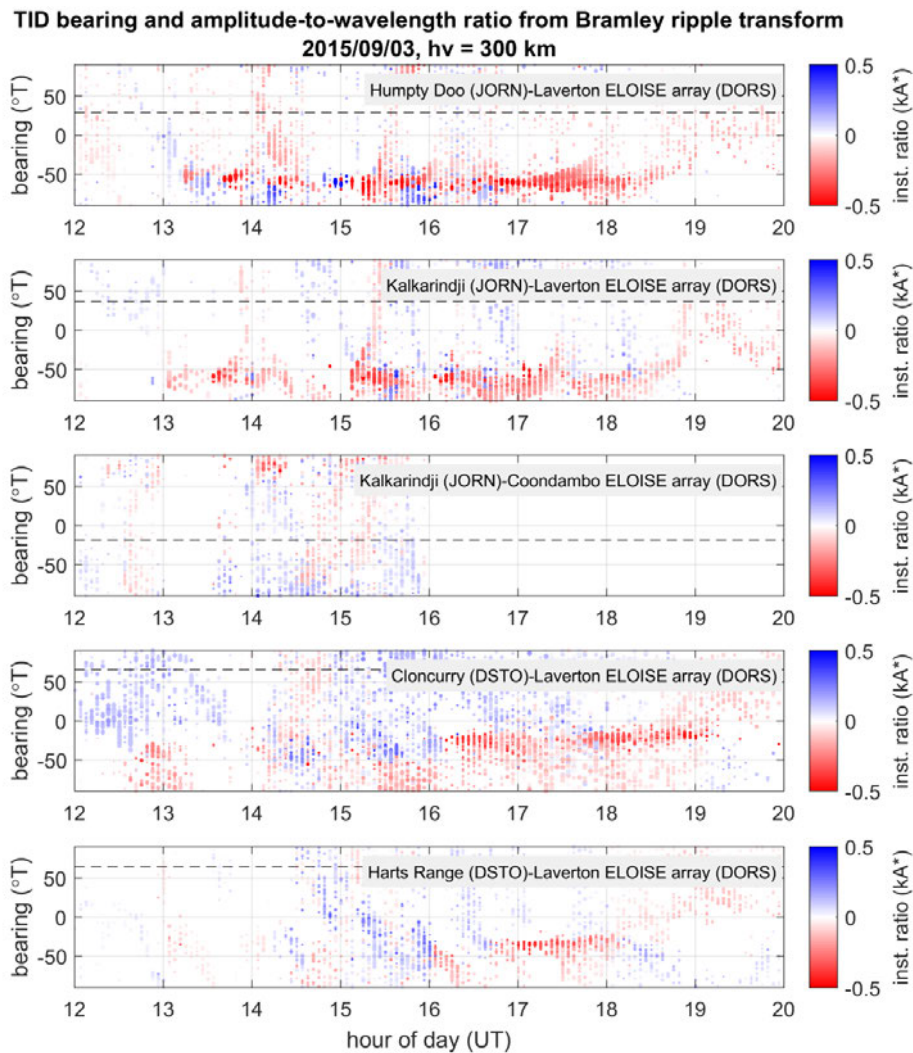 TID bearing and amplitude-to-wavelength ratio from Bramley ripple transform
2015/09/03, hv = 300 km
Humpty Doo (JORN)-Laverton ELOISE array (DORS)
bearing (°T)
50
0
-50
12 13 14 15 16 17 18 19 20
0.5
0
-0.5
inst. ratio (kA*)
Kalkarindji (JORN)-Laverton ELOISE array (DORS)
bearing (°T)
50
0
-50
12 13 14 15 16 17 18 19 20
0.5
0
-0.5
inst. ratio (kA*)
Kalkarindji (JORN)-Coondambo ELOISE array (DORS)
bearing (°T)
50
0
-50
12 13 14 15 16 17 18 19 20
0.5
0
-0.5
inst. ratio (kA*)
Cloncurry (DSTO)-Laverton ELOISE array (DORS)
bearing (°T)
50
0
-50
12 13 14 15 16 17 18 19 20
0.5
0
-0.5
inst. ratio (kA*)
Harts Range (DSTO)-Laverton ELOISE array (DORS)
bearing (°T)
50
0
-50
12 13 14 15 16 17 18 19 20
0.5
0
-0.5
inst. ratio (kA*)
hour of day (UT)